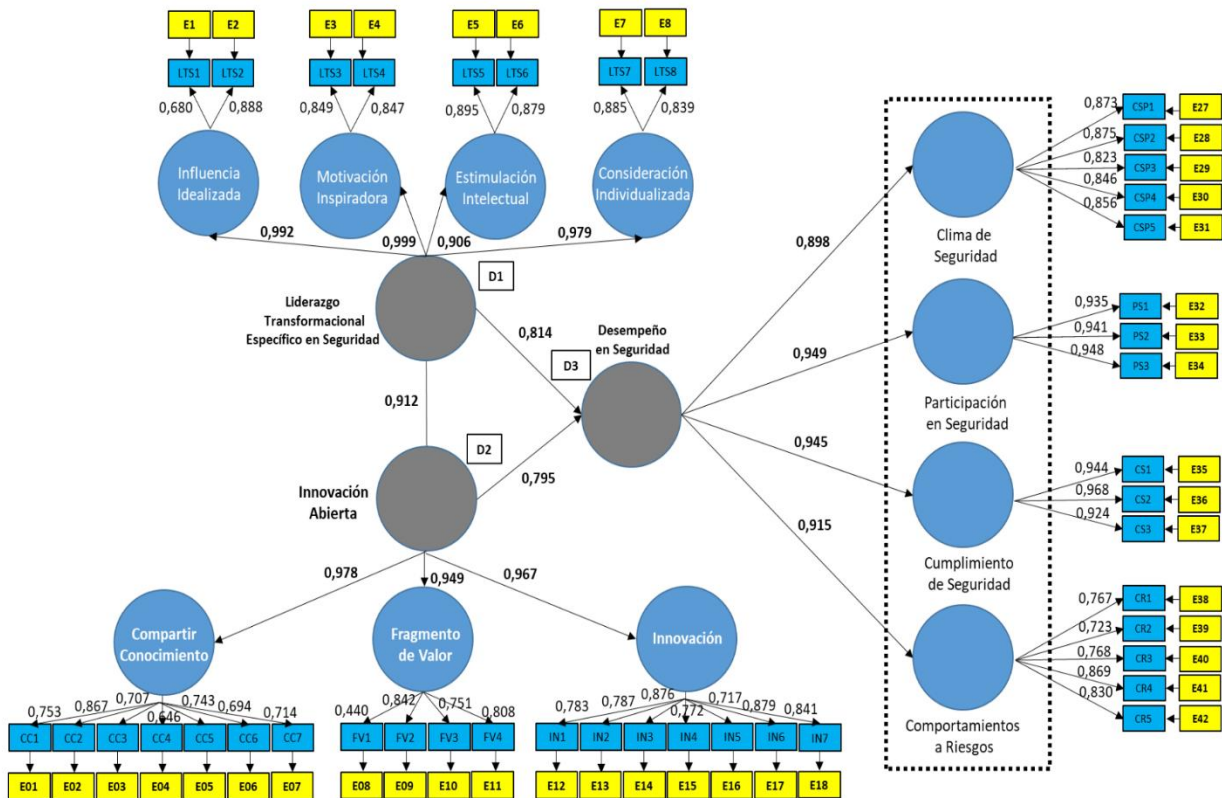 E1 E2 E3 E4 E5 E6 E7 E8
LTS1 LTS2 LTS3 LTS4 LTS5 LTS6 LTS7 LTS8
0,680 0,888 0,849 0,847 0,895 0,879 0,885 0,839
Influencia
Idealizada
Motivación
Inspiradora
Estimulación
Intelectual
Consideración
Individualizada
0,992 0,999 0,906 0,979
D1
Liderazgo
Transformacional
Específico en Seguridad
0,814
Desempeño
en Seguridad
D3
0,912
D2
0,795
Innovación
Abierta
0,978 0,949 0,967
Compartir
Conocimiento
Fragmento
de Valor
Innovación
0,753 0,867 0,707 0,646 0,743 0,694 0,714
CC1 CC2 CC3 CC4 CC5 CC6 CC7
E01 E02 E03 E04 E05 E06 E07
0,440 0,842 0,751 0,808
FV1 FV2 FV3 FV4
E08 E09 E10 E11
0,783 0,787 0,876 0,772 0,717 0,879 0,841
IN1 IN2 IN3 IN4 IN5 IN6 IN7
E12 E13 E14 E15 E16 E17 E18
0,898
0,949
0,945
0,915
Clima de
Seguridad
0,873 CSP1 E27
0,875 CSP2 E28
0,823 CSP3 E29
0,846 CSP4 E30
0,856 CSP5 E31
Participación
en Seguridad
0,935 PS1 E32
0,941 PS2 E33
0,948 PS3 E34
Cumplimiento
de Seguridad
0,944 CS1 E35
0,968 CS2 E36
0,924 CS3 E37
Comportamientos
a Riesgos
0,767 CR1 E38
0,723 CR2 E39
0,768 CR3 E40
0,869 CR4 E41
0,830 CR5 E42